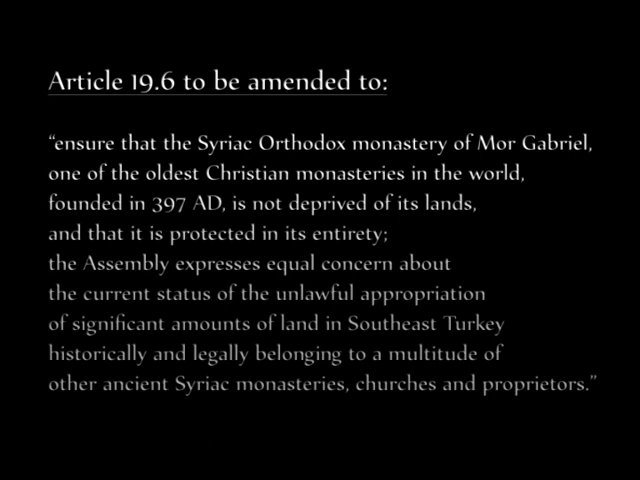 Article 19.6 to be amended to:
“ensure that the Syriac Orthodox monastery of Mor Gabriel,
one of the oldest Christian monasteries in the world,
founded in 397 AD, is not deprived of its lands,
and that it is protected in its entirety;
the Assembly expresses equal concern about
the current status of the unlawful appropriation
of significant amounts of land in Southeast Turkey
historically and legally belonging to a multitude of
other ancient Syriac monasteries, churches and proprietors.”